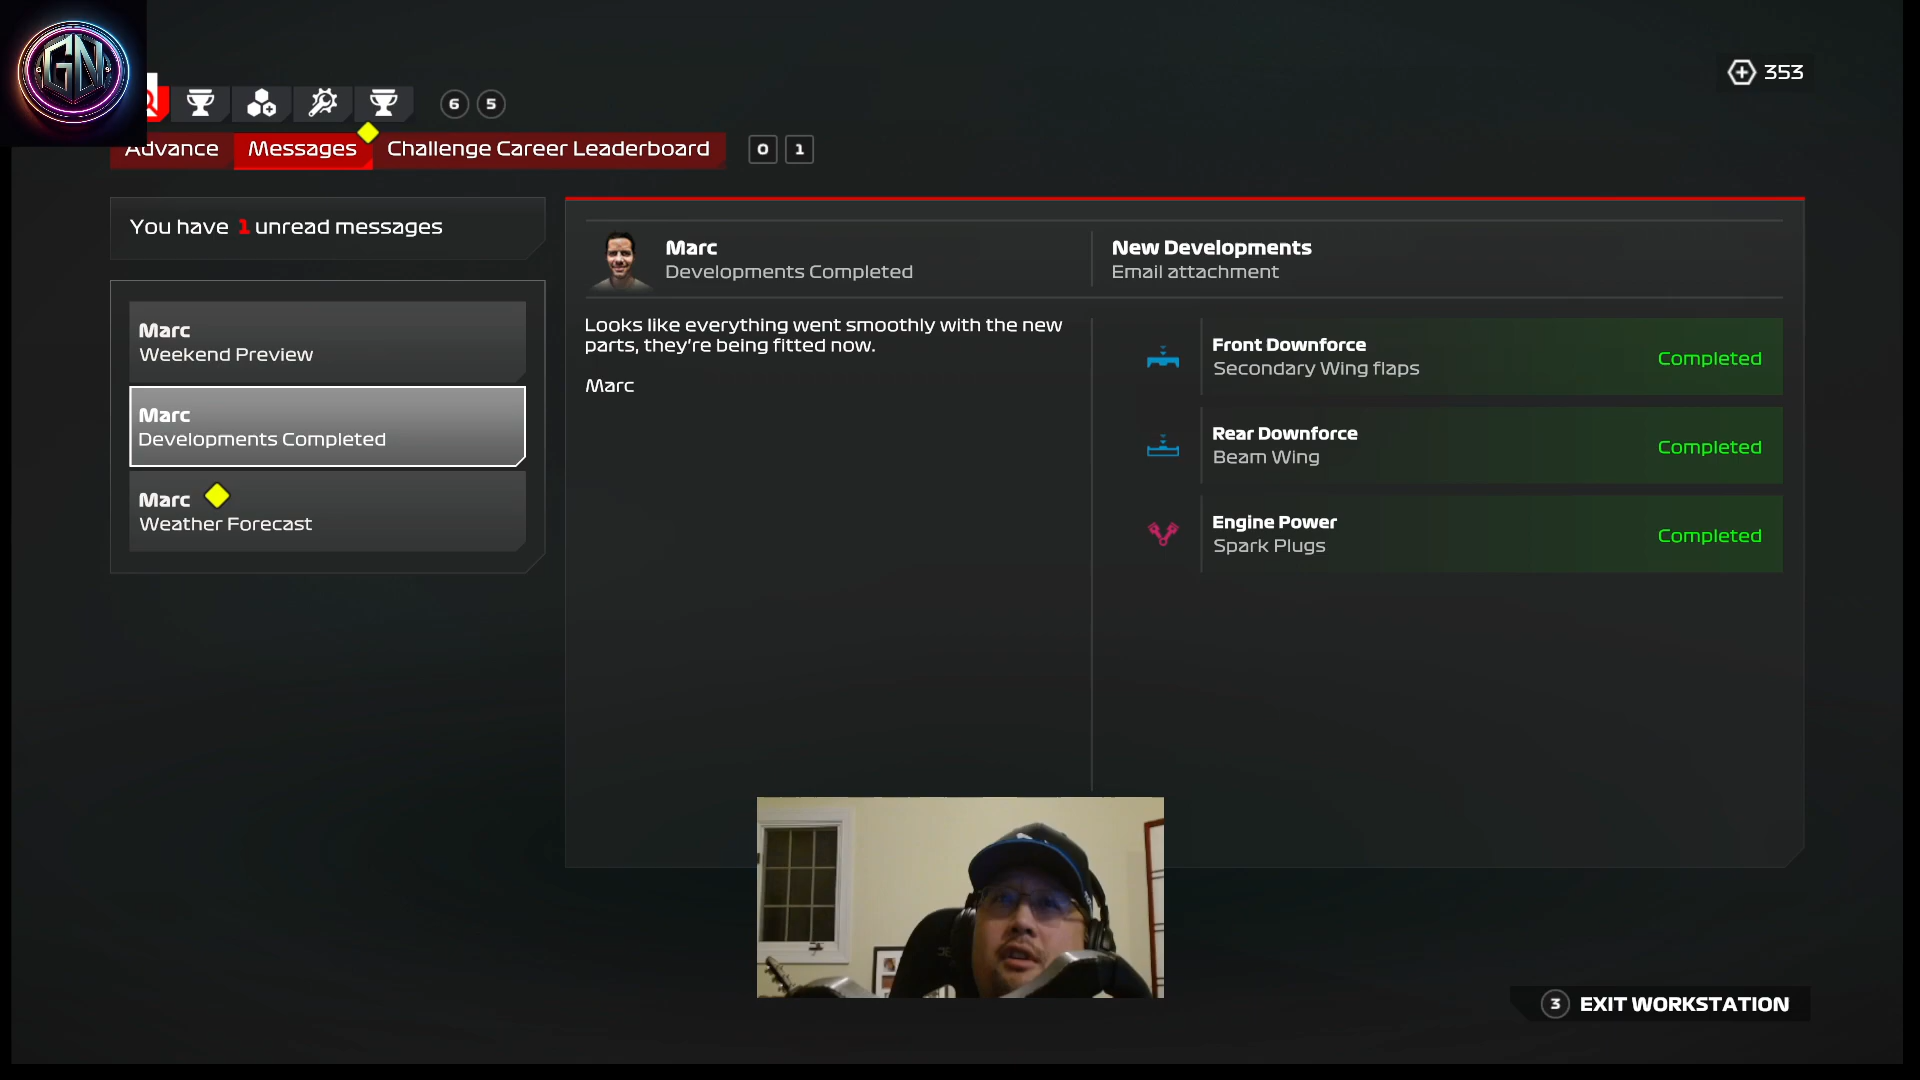 GN
353
6 5
Advance Messages Challenge Career Leaderboard 0 1
You have 1 unread messages
Marc
Weekend Preview
Marc
Developments Completed
Marc
Weather Forecast
Marc
Developments Completed
New Developments
Email attachment
Looks like everything went smoothly with the new
parts, they're being fitted now.
Marc
Front Downforce
Secondary Wing flaps
Completed
Rear Downforce
Beam Wing
Completed
Engine Power
Spark Plugs
Completed
3 EXIT WORKSTATION